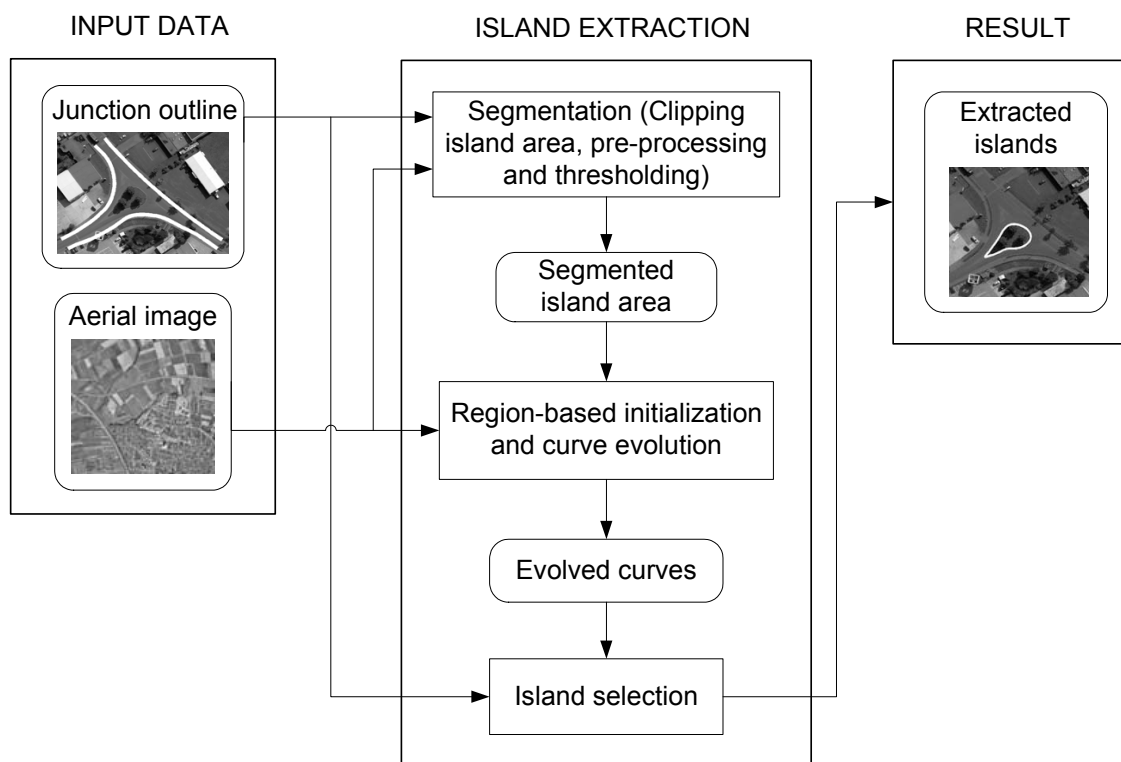 INPUT DATA
Junction outline
Aerial image
ISLAND EXTRACTION
Segmentation (Clipping
island area, pre-processing
and thresholding)
Segmented
island area
Region-based initialization
and curve evolution
Evolved curves
Island selection
RESULT
Extracted
islands